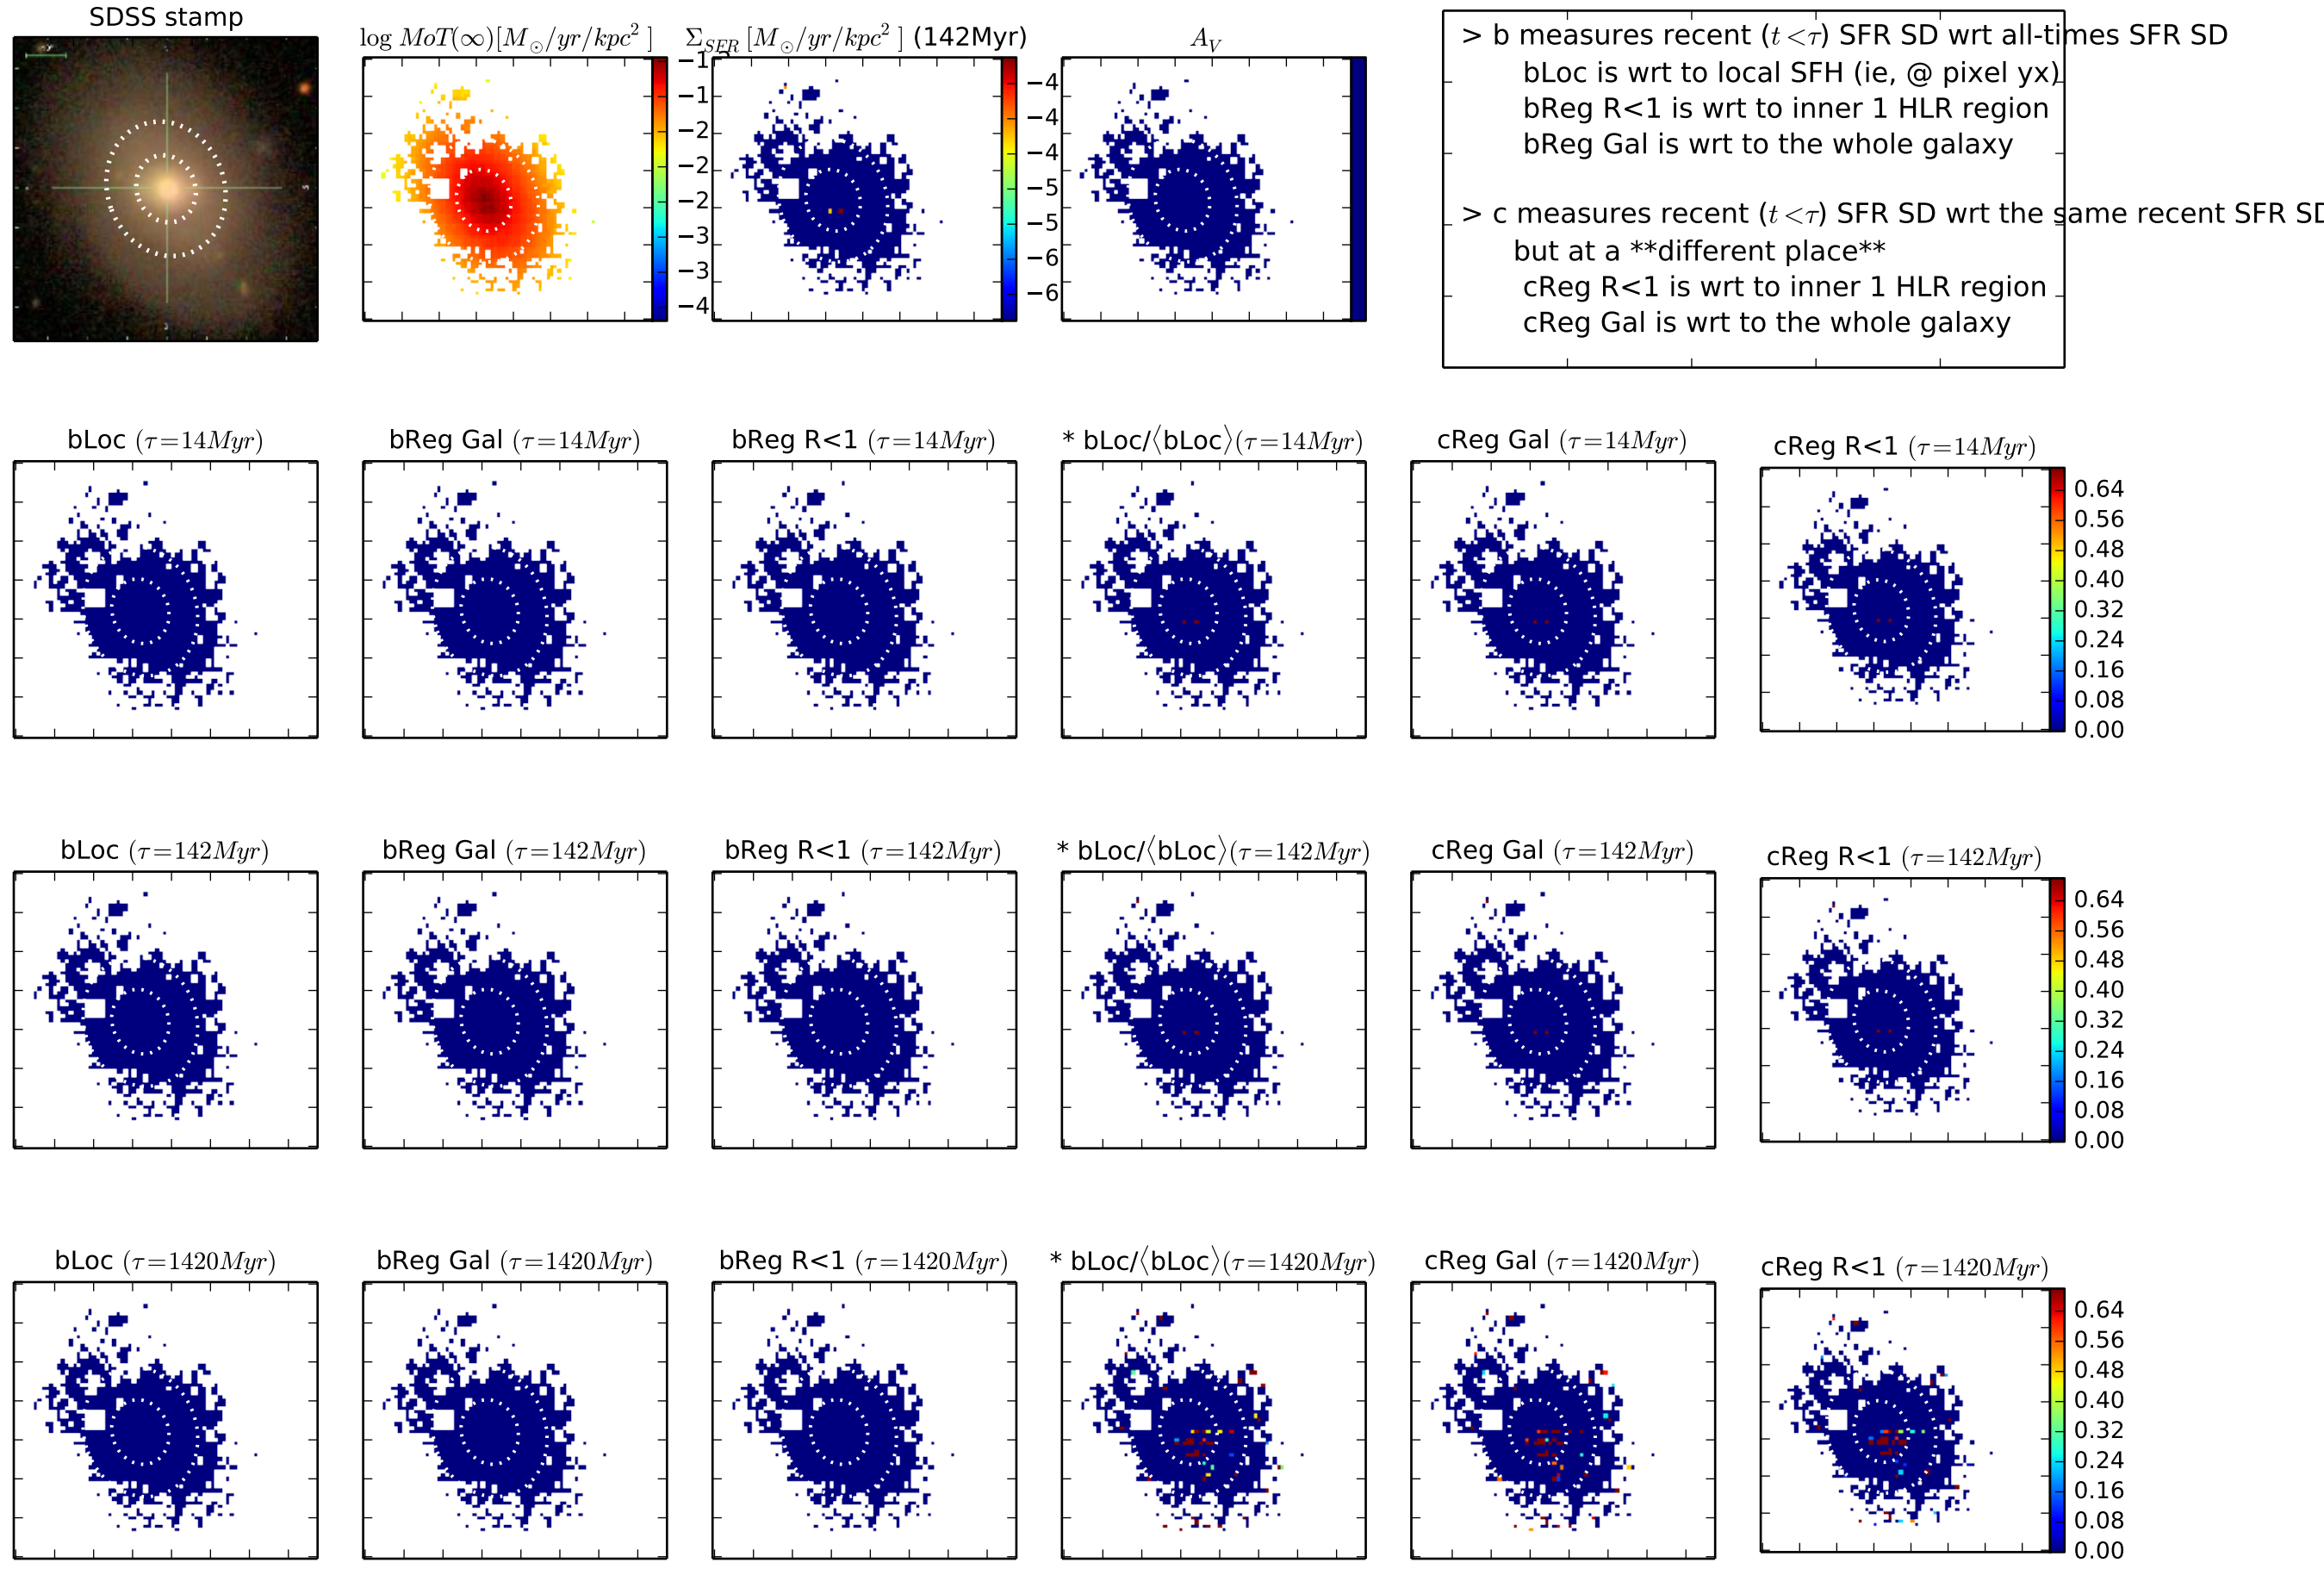 SDSS stamp
log MoT(∞)[M⊙/yr/kpc² ]
Σ_SFR [M⊙/yr/kpc² ] (142Myr)
A_V
−1
−1
−2
−2
−2
−3
−3
−4
−4
−4
−4
−5
−5
−6
−6
> b measures recent (t<τ) SFR SD wrt all-times SFR SD
bLoc is wrt to local SFH (ie, @ pixel yx)
bReg R<1 is wrt to inner 1 HLR region
bReg Gal is wrt to the whole galaxy
> c measures recent (t<τ) SFR SD wrt the same recent SFR SD
but at a **different place**
cReg R<1 is wrt to inner 1 HLR region
cReg Gal is wrt to the whole galaxy
bLoc (τ=14Myr)
bReg Gal (τ=14Myr)
bReg R<1 (τ=14Myr)
* bLoc/⟨bLoc⟩(τ=14Myr)
cReg Gal (τ=14Myr)
cReg R<1 (τ=14Myr)
0.64
0.56
0.48
0.40
0.32
0.24
0.16
0.08
0.00
bLoc (τ=142Myr)
bReg Gal (τ=142Myr)
bReg R<1 (τ=142Myr)
* bLoc/⟨bLoc⟩(τ=142Myr)
cReg Gal (τ=142Myr)
cReg R<1 (τ=142Myr)
0.64
0.56
0.48
0.40
0.32
0.24
0.16
0.08
0.00
bLoc (τ=1420Myr)
bReg Gal (τ=1420Myr)
bReg R<1 (τ=1420Myr)
* bLoc/⟨bLoc⟩(τ=1420Myr)
cReg Gal (τ=1420Myr)
cReg R<1 (τ=1420Myr)
0.64
0.56
0.48
0.40
0.32
0.24
0.16
0.08
0.00